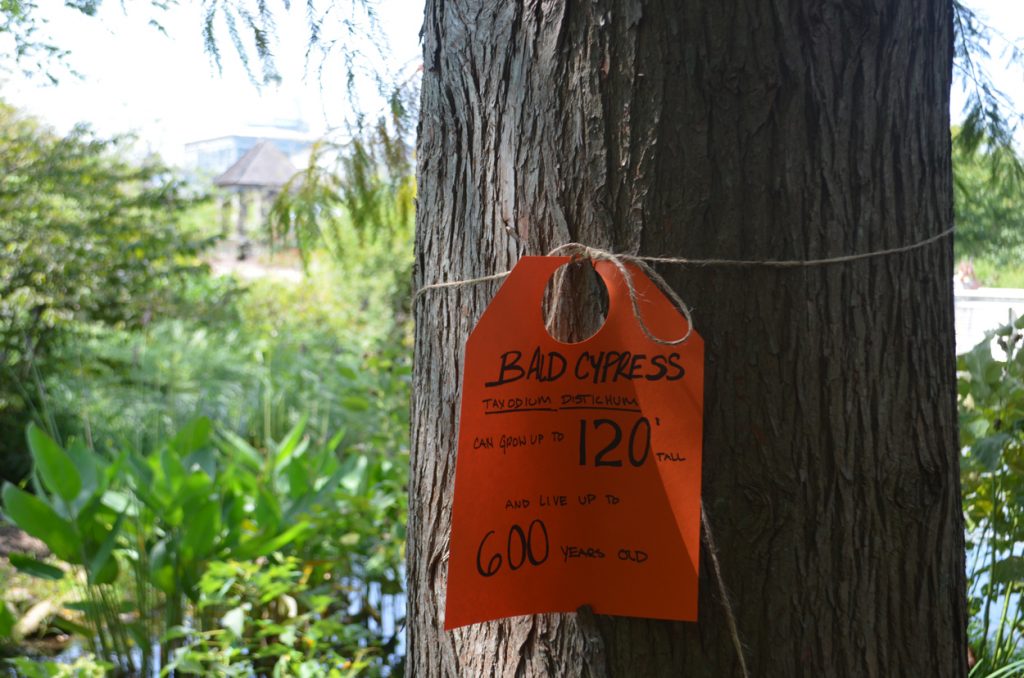 BALD CYPRESS
TAXODIUM DISTICHUM
CAN GROW UP TO 120' TALL
AND LIVE UP TO
600 YEARS OLD